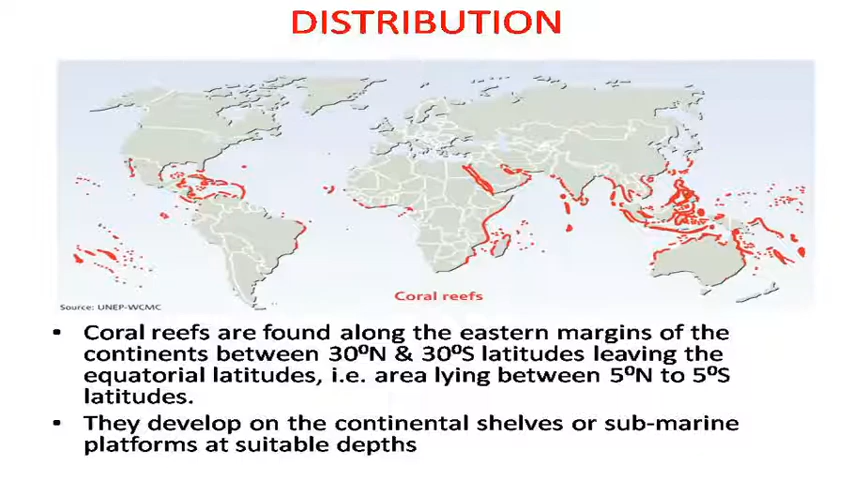 DISTRIBUTION
Coral reefs
Source: UNEP-WCMC
• Coral reefs are found along the eastern margins of the
continents between 30⁰N & 30⁰S latitudes leaving the
equatorial latitudes, i.e. area lying between 5⁰N to 5⁰S
latitudes.
• They develop on the continental shelves or sub-marine
platforms at suitable depths